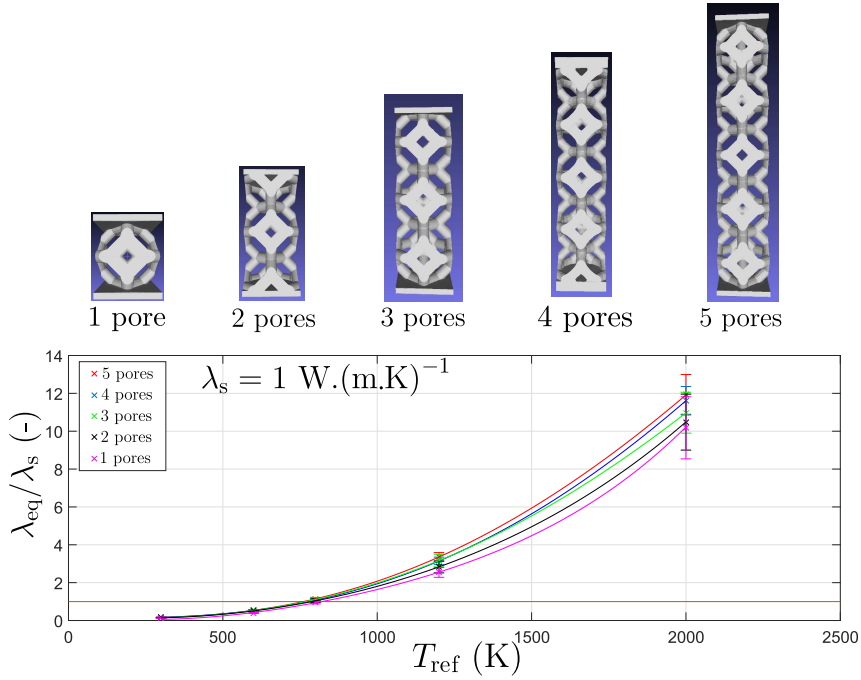 1 pore
2 pores
3 pores
4 pores
5 pores
λs = 1 W.(m.K)−1
5 pores
4 pores
3 pores
2 pores
1 pores
λeq/λs (-)
14
12
10
8
6
4
2
0
0 500 1000 1500 2000 2500
Tref (K)